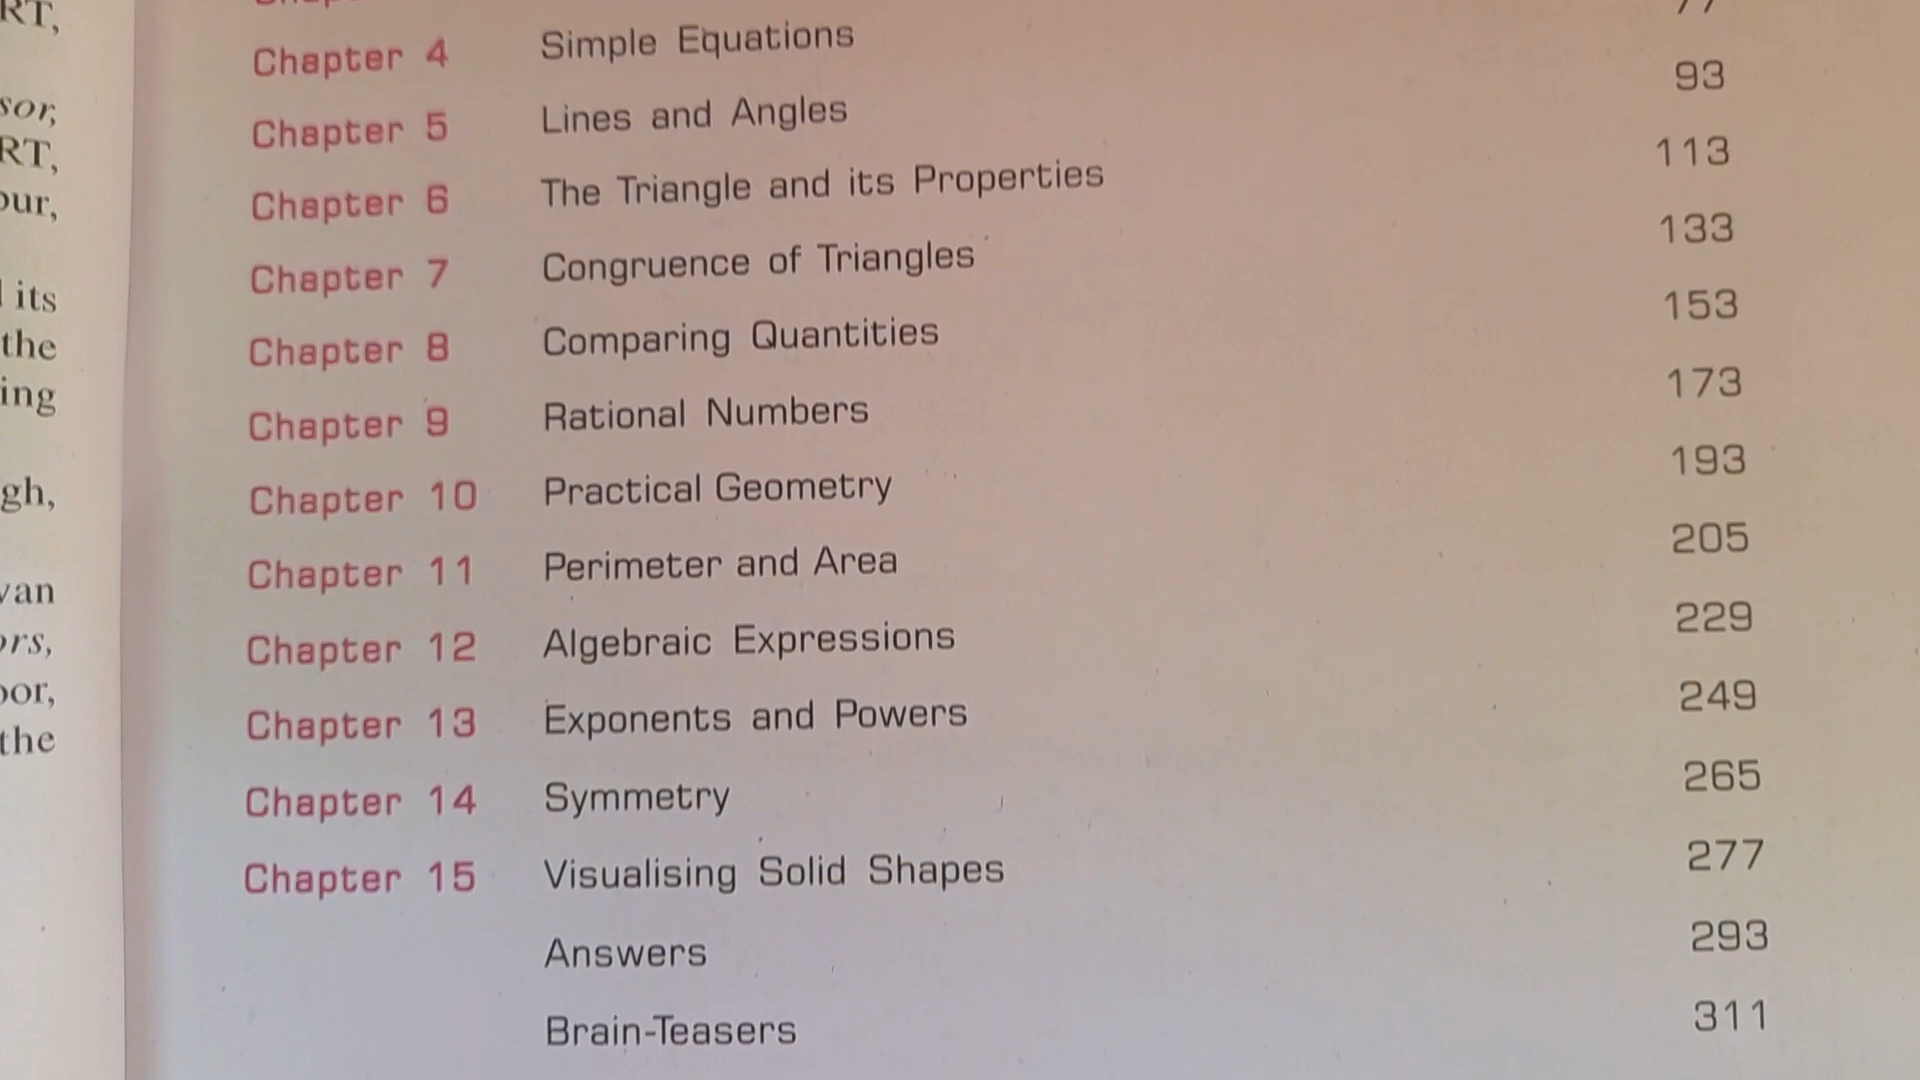 RT,
sor,
RT,
our,
its
the
ing
gh,
van
ors,
oor,
the
Chapter 4 Simple Equations 77
Chapter 5 Lines and Angles 93
Chapter 6 The Triangle and its Properties 113
Chapter 7 Congruence of Triangles 133
Chapter 8 Comparing Quantities 153
Chapter 9 Rational Numbers 173
Chapter 10 Practical Geometry 193
Chapter 11 Perimeter and Area 205
Chapter 12 Algebraic Expressions 229
Chapter 13 Exponents and Powers 249
Chapter 14 Symmetry 265
Chapter 15 Visualising Solid Shapes 277
Answers 293
Brain-Teasers 311